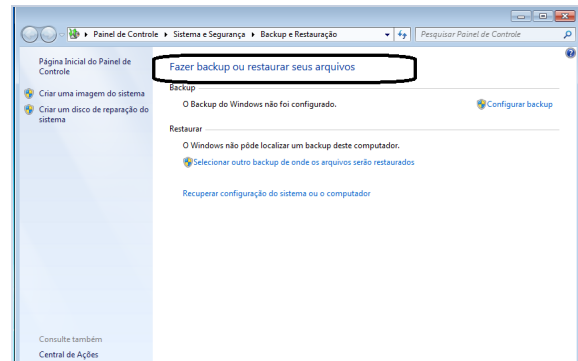 Painel de Controle ▸ Sistema e Segurança ▸ Backup e Restauração
Pesquisar Painel de Controle
Página Inicial do Painel de
Controle
Criar uma imagem do sistema
Criar um disco de reparação do
sistema
Consulte também
Central de Ações
Fazer backup ou restaurar seus arquivos
Backup
O Backup do Windows não foi configurado.
Configurar backup
Restaurar
O Windows não pôde localizar um backup deste computador.
Selecionar outro backup de onde os arquivos serão restaurados
Recuperar configuração do sistema ou o computador